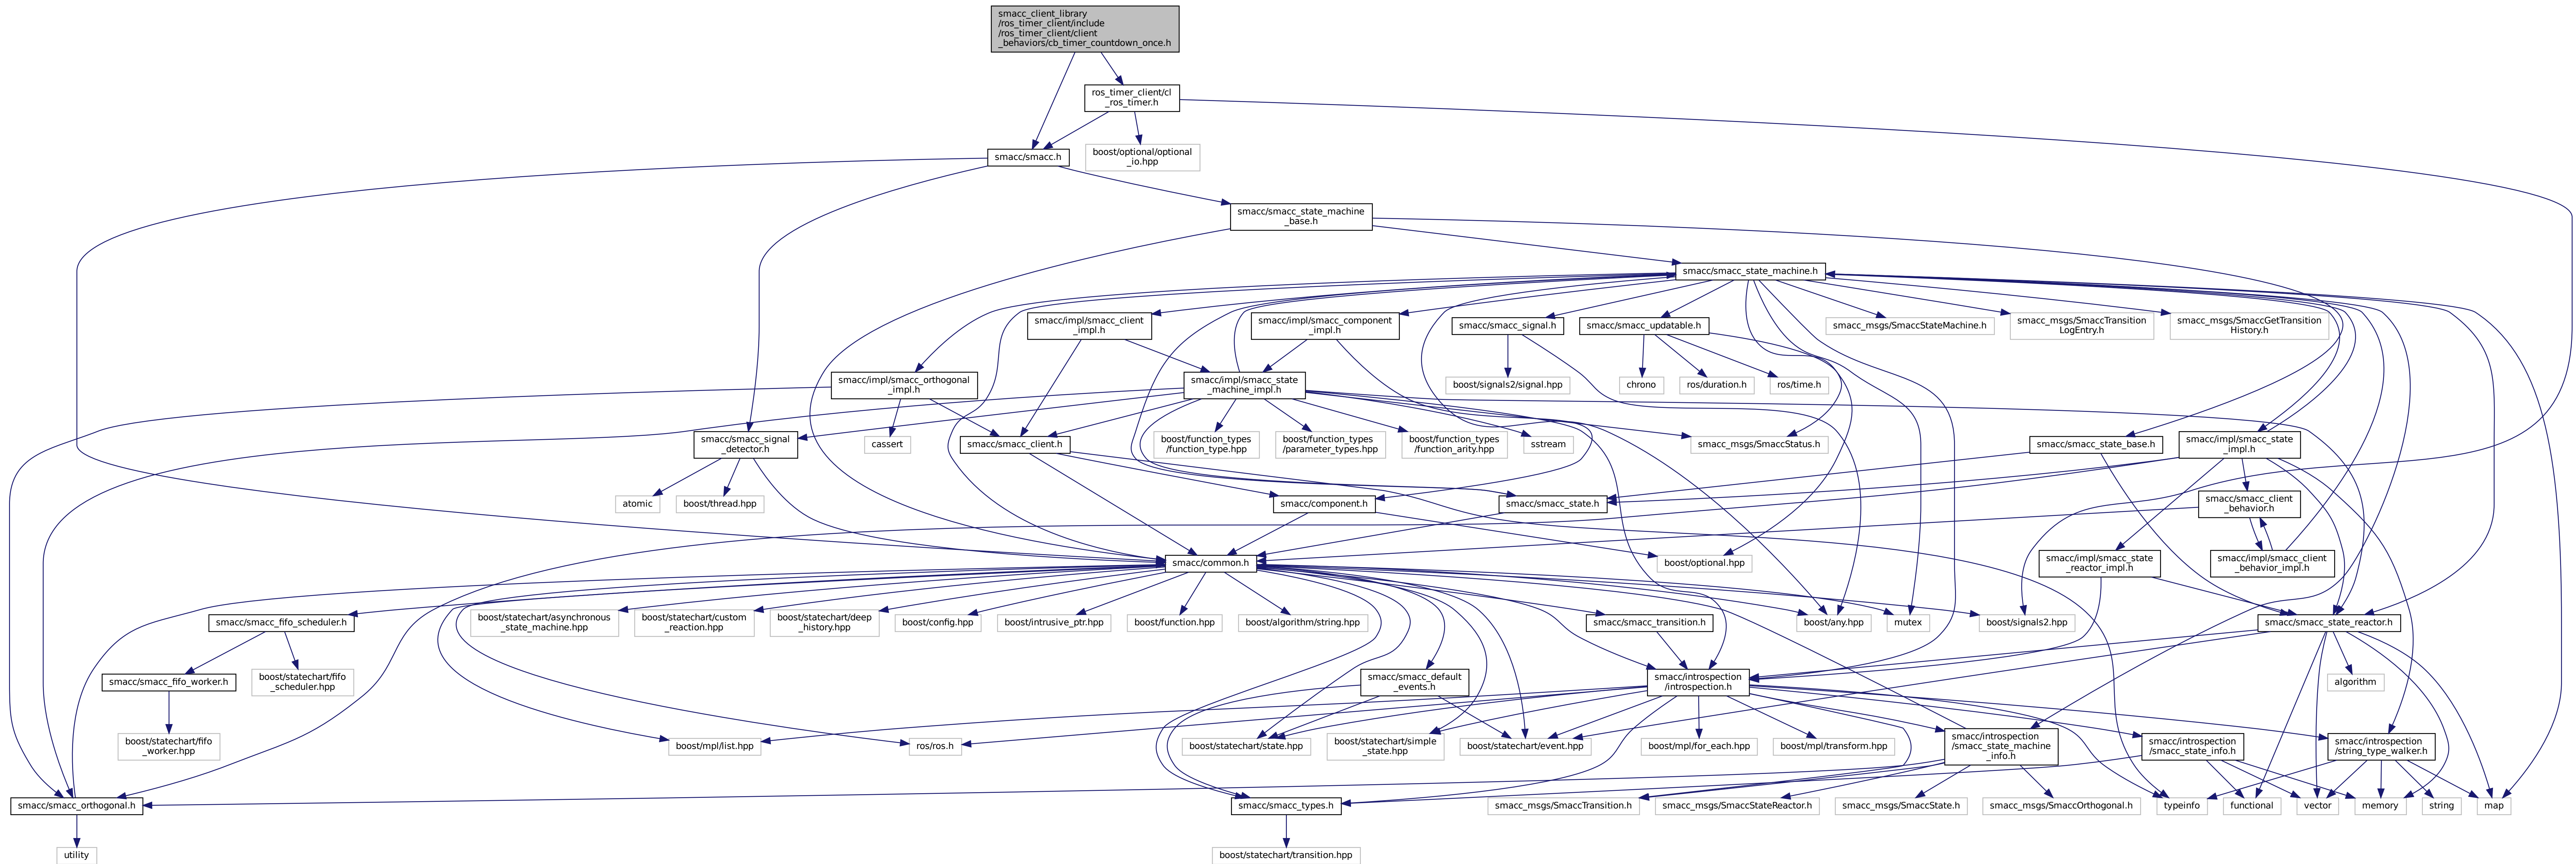 smacc_client_library
/ros_timer_client/include
/ros_timer_client/client
_behaviors/cb_timer_countdown_once.h
ros_timer_client/cl
_ros_timer.h
smacc/smacc.h
boost/optional/optional
_io.hpp
smacc/smacc_state_machine
_base.h
smacc/smacc_state_machine.h
smacc/impl/smacc_client
_impl.h
smacc/impl/smacc_component
_impl.h
smacc/smacc_signal.h
smacc/smacc_updatable.h
smacc_msgs/SmaccStateMachine.h
smacc_msgs/SmaccTransition
LogEntry.h
smacc_msgs/SmaccGetTransition
History.h
smacc/impl/smacc_orthogonal
_impl.h
smacc/impl/smacc_state
_machine_impl.h
boost/signals2/signal.hpp
chrono
ros/duration.h
ros/time.h
smacc/smacc_signal
_detector.h
cassert
smacc/smacc_client.h
boost/function_types
/function_type.hpp
boost/function_types
/parameter_types.hpp
boost/function_types
/function_arity.hpp
sstream
smacc_msgs/SmaccStatus.h
smacc/smacc_state_base.h
smacc/impl/smacc_state
_impl.h
atomic
boost/thread.hpp
smacc/component.h
smacc/smacc_state.h
smacc/smacc_client
_behavior.h
smacc/common.h
boost/optional.hpp
smacc/impl/smacc_state
_reactor_impl.h
smacc/impl/smacc_client
_behavior_impl.h
smacc/smacc_fifo_scheduler.h
boost/statechart/asynchronous
_state_machine.hpp
boost/statechart/custom
_reaction.hpp
boost/statechart/deep
_history.hpp
boost/config.hpp
boost/intrusive_ptr.hpp
boost/function.hpp
boost/algorithm/string.hpp
smacc/smacc_transition.h
boost/any.hpp
mutex
boost/signals2.hpp
smacc/smacc_state_reactor.h
smacc/smacc_fifo_worker.h
boost/statechart/fifo
_scheduler.hpp
smacc/smacc_default
_events.h
smacc/introspection
/introspection.h
algorithm
boost/statechart/fifo
_worker.hpp
boost/mpl/list.hpp
ros/ros.h
boost/statechart/state.hpp
boost/statechart/simple
_state.hpp
boost/statechart/event.hpp
boost/mpl/for_each.hpp
boost/mpl/transform.hpp
smacc/introspection
/smacc_state_machine
_info.h
smacc/introspection
/smacc_state_info.h
smacc/introspection
/string_type_walker.h
smacc/smacc_orthogonal.h
smacc/smacc_types.h
smacc_msgs/SmaccTransition.h
smacc_msgs/SmaccStateReactor.h
smacc_msgs/SmaccState.h
smacc_msgs/SmaccOrthogonal.h
typeinfo
functional
vector
memory
string
map
utility
boost/statechart/transition.hpp